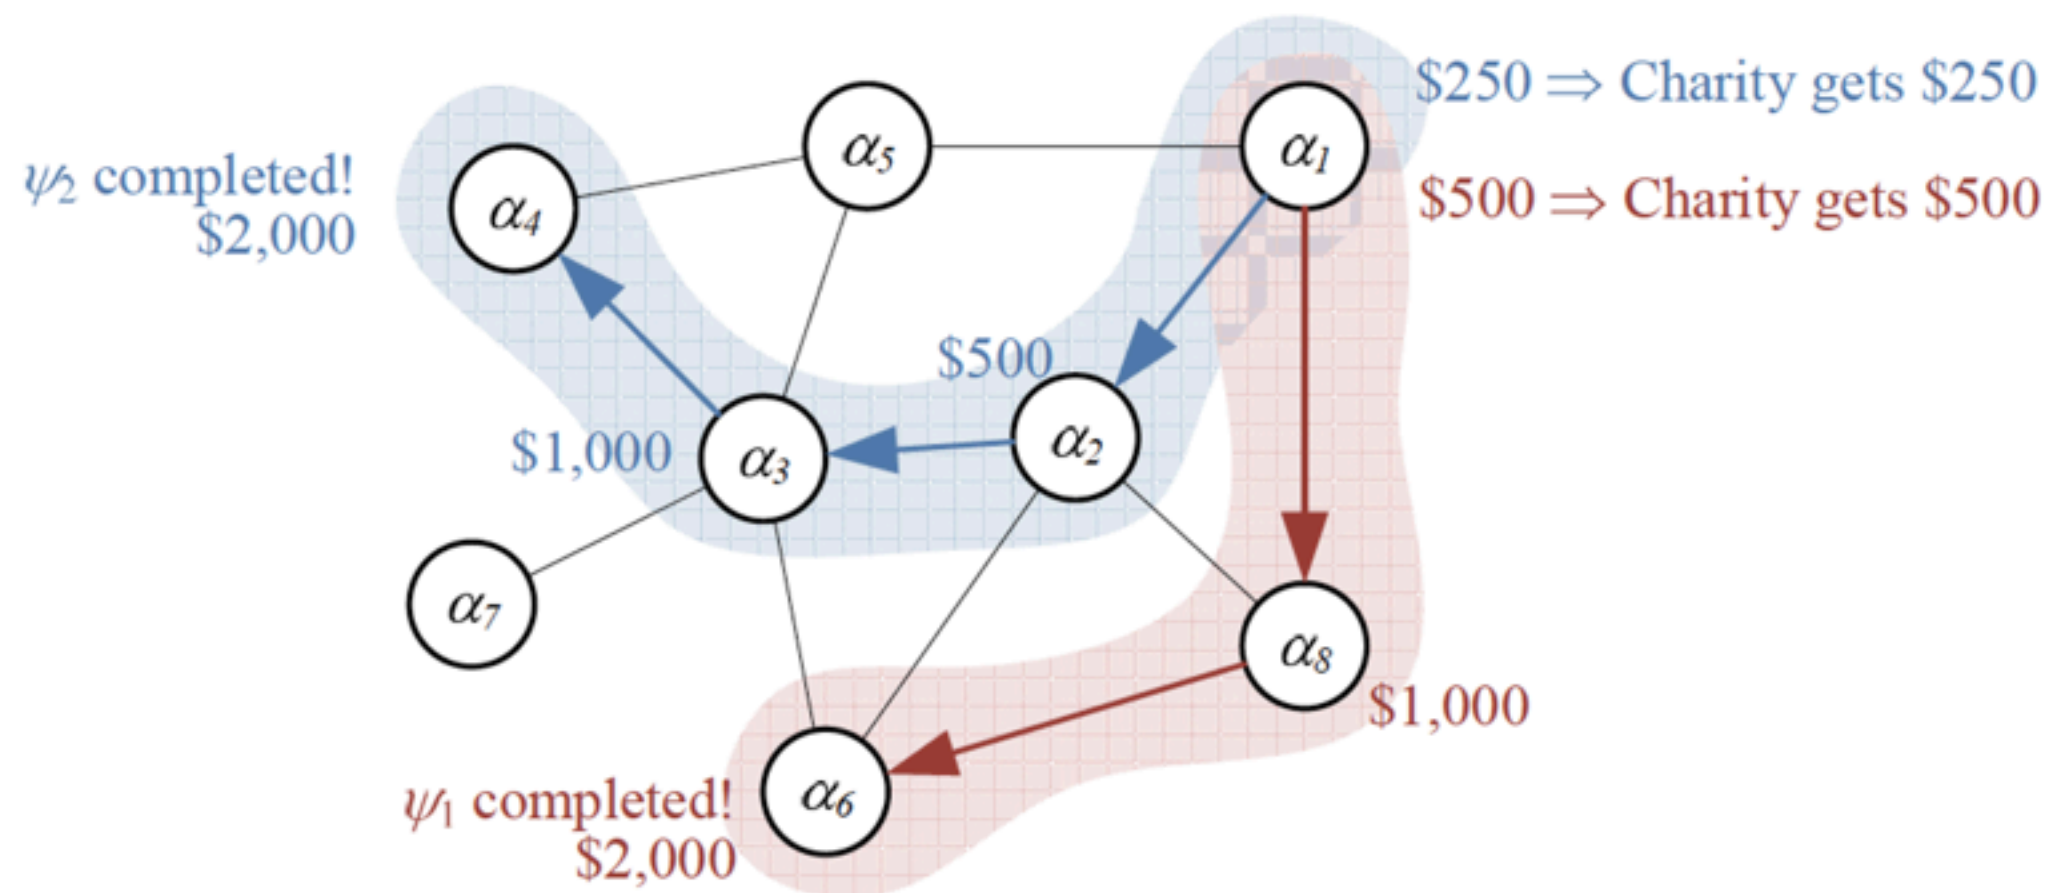 $250 ⇒ Charity gets $250
α5
α1
ψ2 completed!
$2,000
α4
$500 ⇒ Charity gets $500
$500
α2
$1,000
α3
α7
α8
$1,000
ψ1 completed!
$2,000
α6